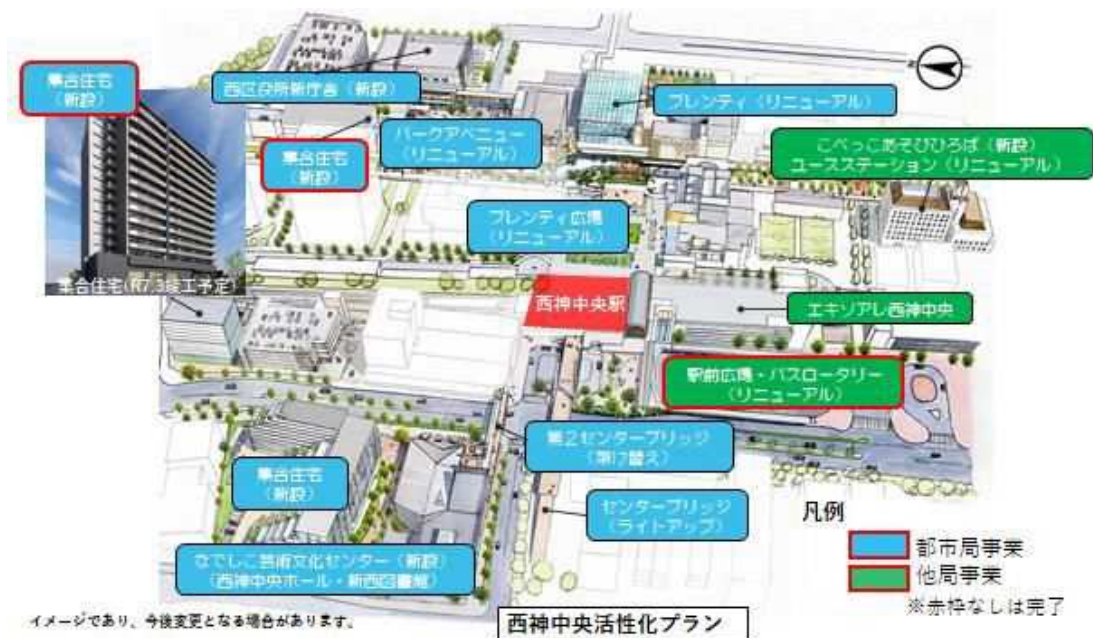 集合住宅
(新設)
西区役所新庁舎(新設)
プレンティ(リニューアル)
パークアベニュー
(リニューアル)
こべっこあそびひろば(新設)
ユースステーション(リニューアル)
集合住宅
(新設)
プレンティ広場
(リニューアル)
集合住宅(R7.3竣工予定)
西神中央駅
エキソアレ西神中央
駅前広場・バスロータリー
(リニューアル)
第2センターブリッジ
(架け替え)
集合住宅
(新設)
センターブリッジ
(ライトアップ)
なでしこ芸術文化センター(新設)
(西神中央ホール・新西図書館)
凡例
都市局事業
他局事業
※赤枠なしは完了
イメージであり、今後変更となる場合があります。
西神中央活性化プラン